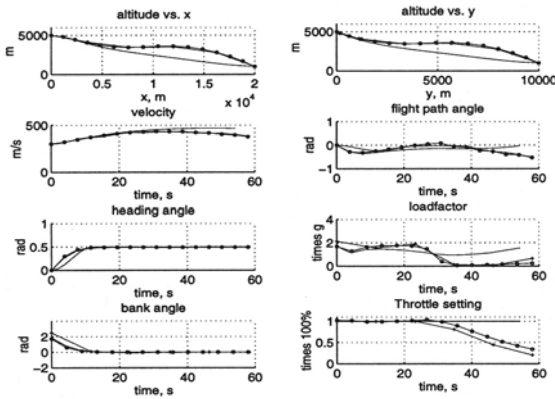 altitude vs. x
5000
m
0
0 0.5 1 1.5 2
x, m
x 10^4
altitude vs. y
5000
m
0
0 5000 10000
y, m
velocity
500
m/s
0
0 20 40 60
time, s
flight path angle
1
0
-1
rad
0 20 40 60
time, s
heading angle
1
0.5
0
rad
0 20 40 60
time, s
loadfactor
4
2
0
times g
0 20 40 60
time, s
bank angle
2
0
-2
rad
0 20 40 60
time, s
Throttle setting
1
0.5
0
times 100%
0 20 40 60
time, s